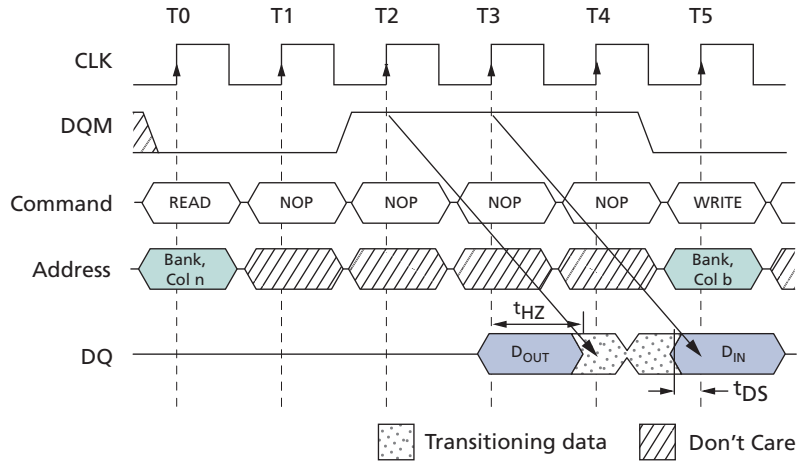 T0 T1 T2 T3 T4 T5
CLK
DQM
Command READ NOP NOP NOP NOP WRITE
Address Bank, Col n Bank, Col b
tHZ
DQ DOUT DIN
tDS
Transitioning data Don't Care